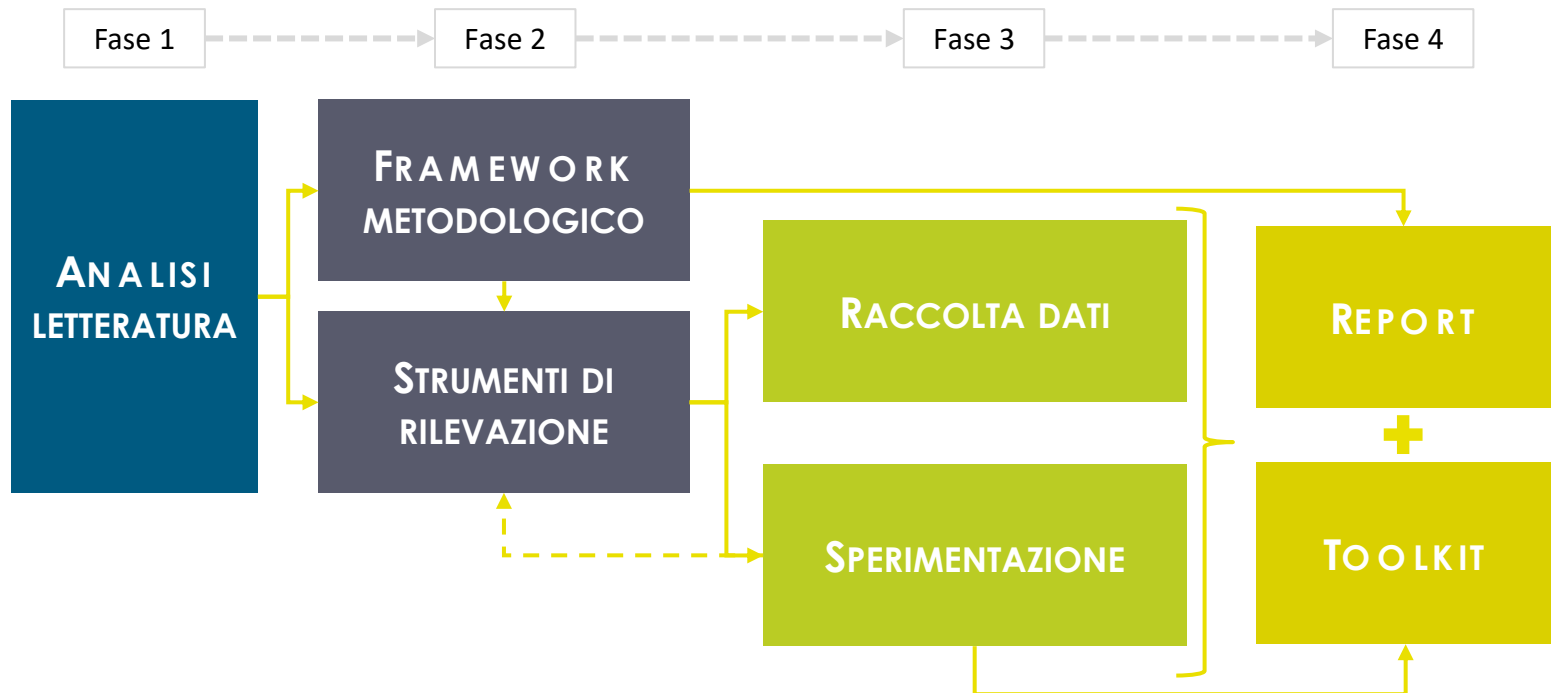 Fase 1
Fase 2
Fase 3
Fase 4
ANALISI
LETTERATURA
FRAMEWORK
METODOLOGICO
STRUMENTI DI
RILEVAZIONE
RACCOLTA DATI
SPERIMENTAZIONE
REPORT
TOOLKIT